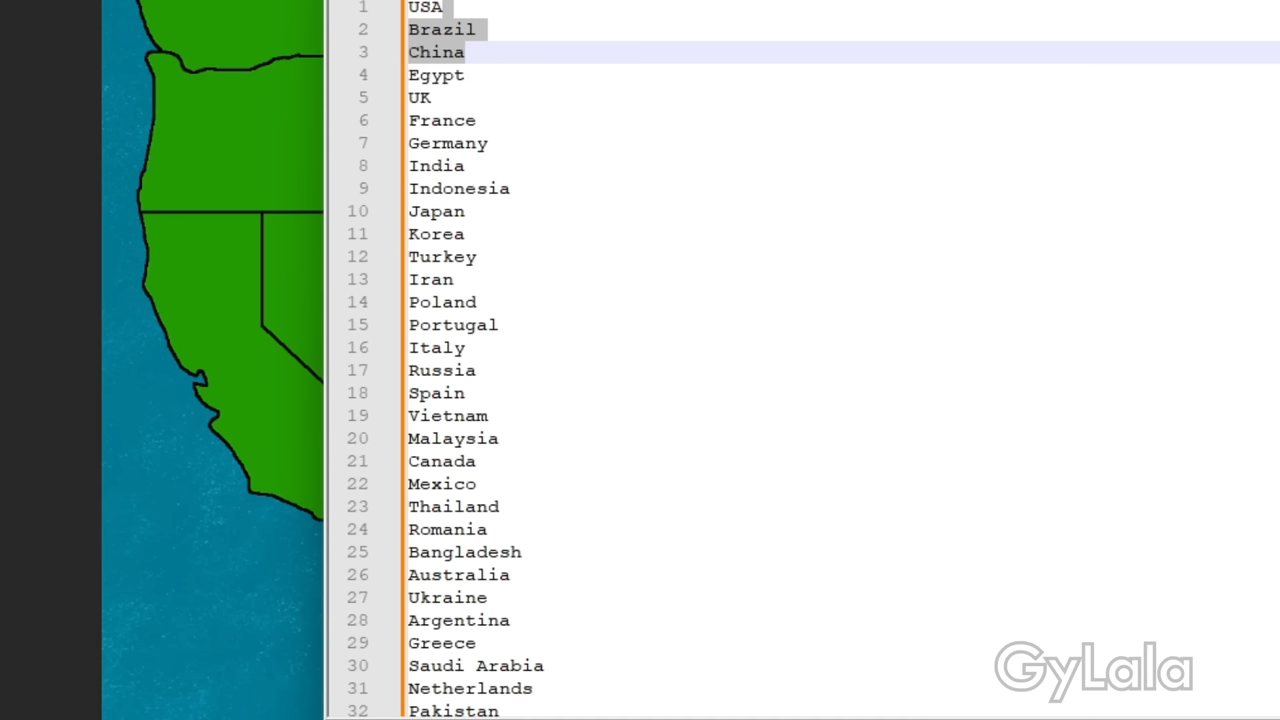 1 USA
2 Brazil
3 China
4 Egypt
5 UK
6 France
7 Germany
8 India
9 Indonesia
10 Japan
11 Korea
12 Turkey
13 Iran
14 Poland
15 Portugal
16 Italy
17 Russia
18 Spain
19 Vietnam
20 Malaysia
21 Canada
22 Mexico
23 Thailand
24 Romania
25 Bangladesh
26 Australia
27 Ukraine
28 Argentina
29 Greece
30 Saudi Arabia
31 Netherlands
32 Pakistan
GyLala